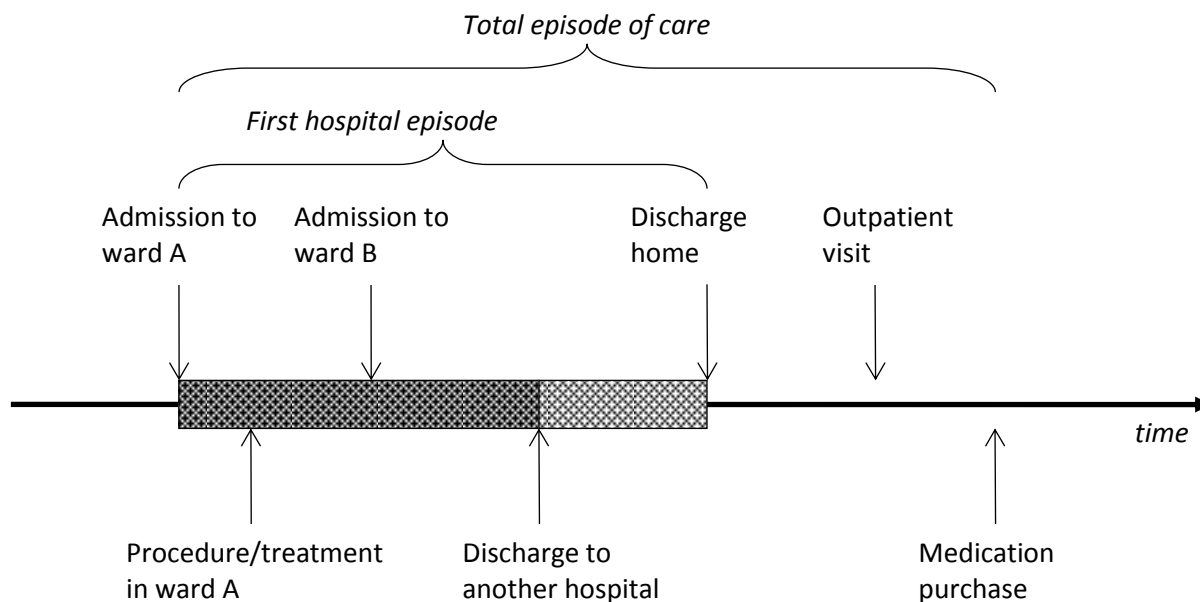 Total episode of care
First hospital episode
Admission to
ward A
Admission to
ward B
Discharge
home
Outpatient
visit
time
Procedure/treatment
in ward A
Discharge to
another hospital
Medication
purchase